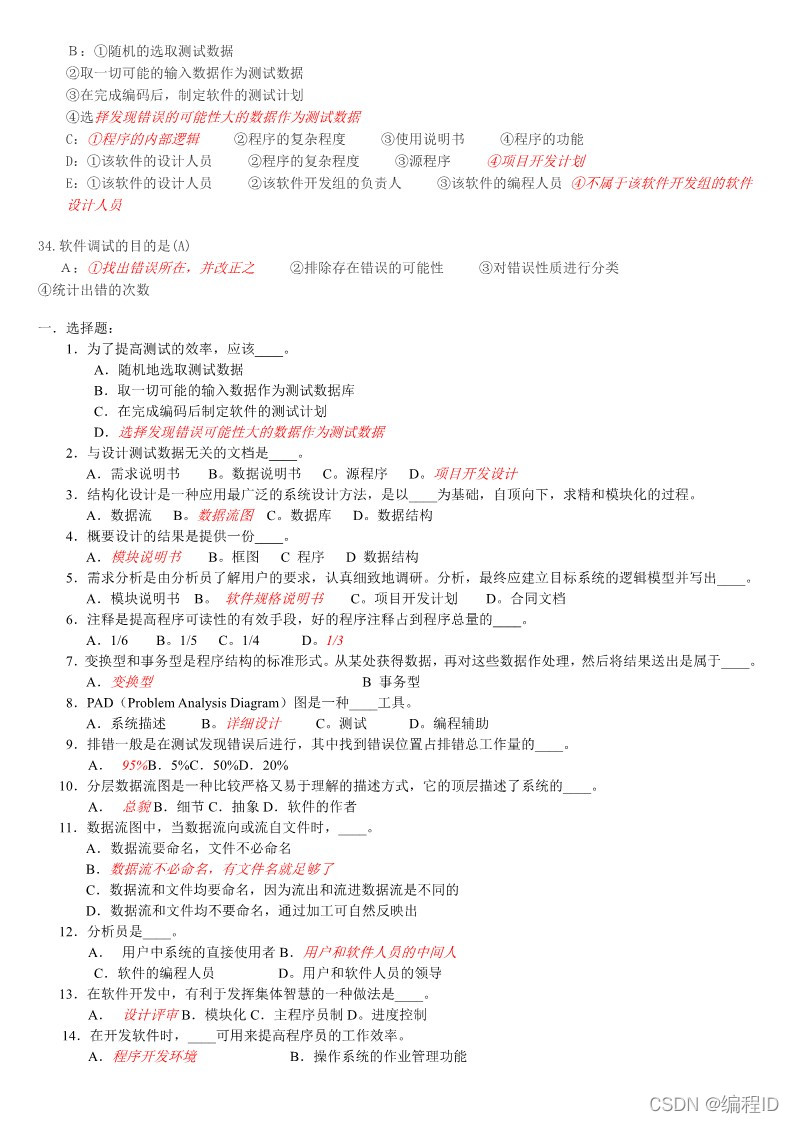 B：①随机的选取测试数据
②取一切可能的输入数据作为测试数据
③在完成编码后，制定软件的测试计划
④选择发现错误的可能性大的数据作为测试数据
C：①程序的内部逻辑 ②程序的复杂程度 ③使用说明书 ④程序的功能
D：①该软件的设计人员 ②程序的复杂程度 ③源程序 ④项目开发计划
E：①该软件的设计人员 ②该软件开发组的负责人 ③该软件的编程人员 ④不属于该软件开发组的软件
设计人员
34.软件调试的目的是(A)
A：①找出错误所在，并改正之 ②排除存在错误的可能性 ③对错误性质进行分类
④统计出错的次数
一．选择题：
1．为了提高测试的效率，应该____。
A．随机地选取测试数据
B．取一切可能的输入数据作为测试数据库
C．在完成编码后制定软件的测试计划
D．选择发现错误可能性大的数据作为测试数据
2．与设计测试数据无关的文档是____。
A．需求说明书 B。数据说明书 C。源程序 D。项目开发设计
3．结构化设计是一种应用最广泛的系统设计方法，是以____为基础，自顶向下，求精和模块化的过程。
A．数据流 B。数据流图 C。数据库 D。数据结构
4．概要设计的结果是提供一份____。
A．模块说明书 B。框图 C 程序 D 数据结构
5．需求分析是由分析员了解用户的要求，认真细致地调研。分析，最终应建立目标系统的逻辑模型并写出____。
A．模块说明书 B。 软件规格说明书 C。项目开发计划 D。合同文档
6．注释是提高程序可读性的有效手段，好的程序注释占到程序总量的____。
A．1/6 B。1/5 C。1/4 D。1/3
7．变换型和事务型是程序结构的标准形式。从某处获得数据，再对这些数据作处理，然后将结果送出是属于____。
A．变换型 B 事务型
8．PAD（Problem Analysis Diagram）图是一种____工具。
A．系统描述 B。详细设计 C。测试 D。编程辅助
9．排错一般是在测试发现错误后进行，其中找到错误位置占排错总工作量的____。
A． 95%B．5%C．50%D．20%
10．分层数据流图是一种比较严格又易于理解的描述方式，它的顶层描述了系统的____。
A． 总貌 B．细节 C．抽象 D．软件的作者
11．数据流图中，当数据流向或流自文件时，____。
A．数据流要命名，文件不必命名
B．数据流不必命名，有文件名就足够了
C．数据流和文件均要命名，因为流出和流进数据流是不同的
D．数据流和文件均不要命名，通过加工可自然反映出
12．分析员是____。
A． 用户中系统的直接使用者 B．用户和软件人员的中间人
C．软件的编程人员 D。用户和软件人员的领导
13．在软件开发中，有利于发挥集体智慧的一种做法是____。
A． 设计评审 B．模块化 C．主程序员制 D。进度控制
14．在开发软件时，____可用来提高程序员的工作效率。
A．程序开发环境 B．操作系统的作业管理功能
CSDN @编程ID